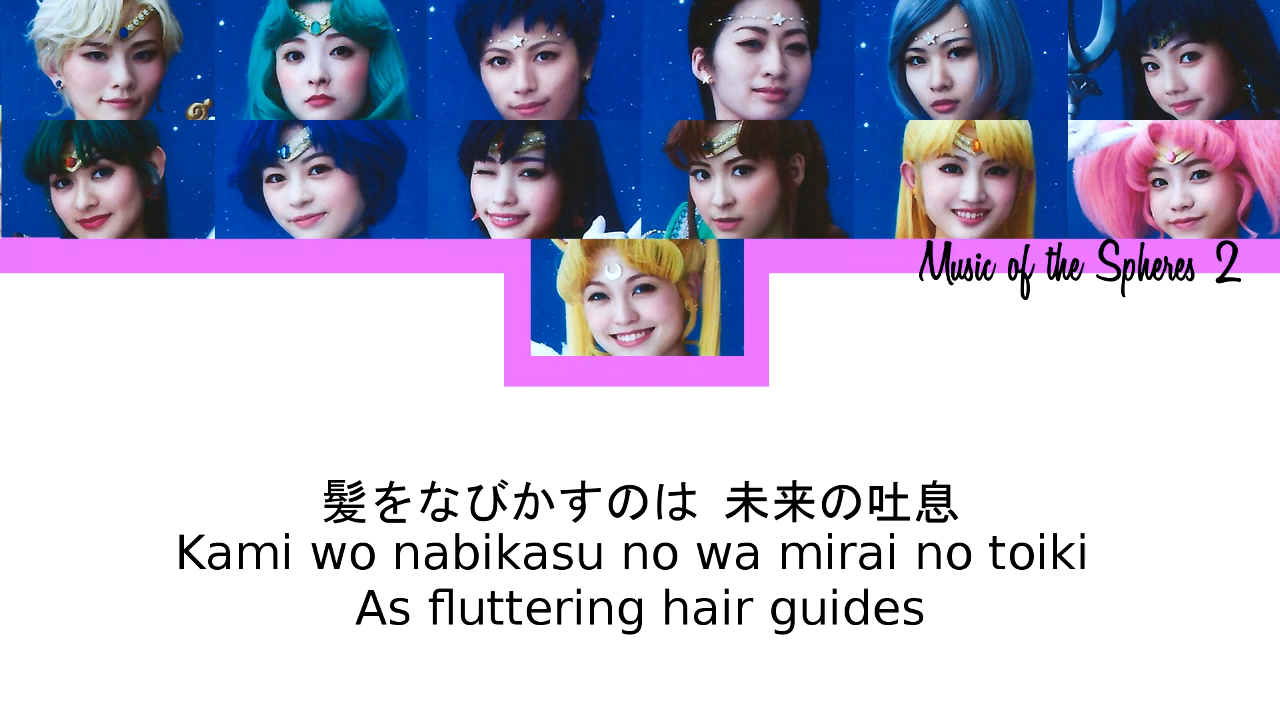 Music of the Spheres 2
髪をなびかすのは 未来の吐息
Kami wo nabikasu no wa mirai no toiki
As fluttering hair guides